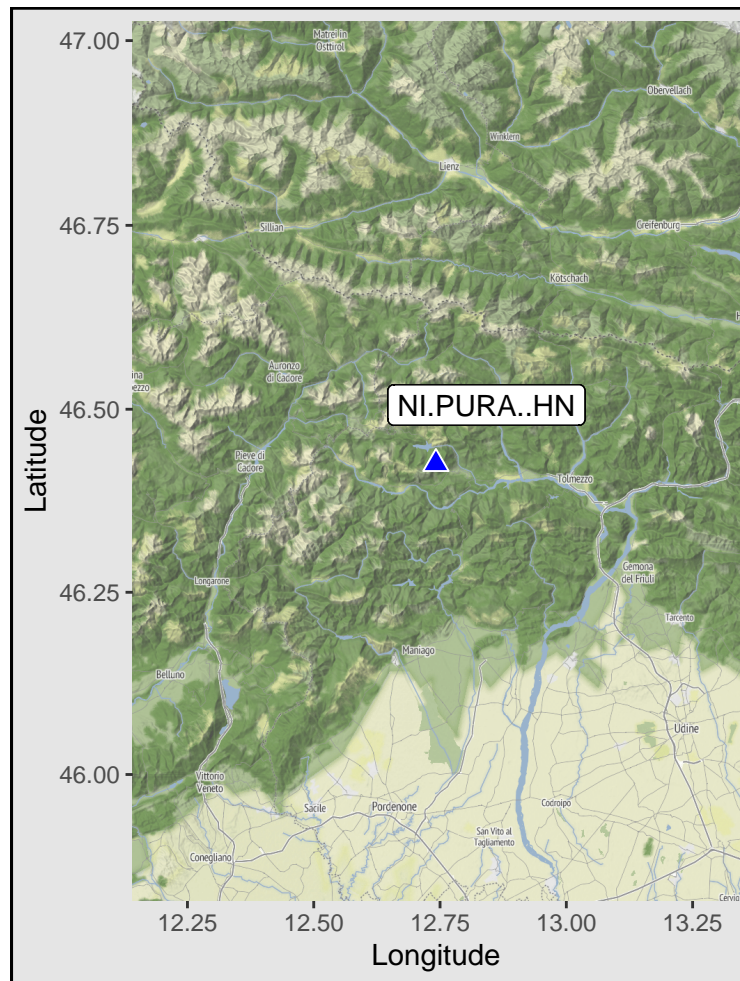 47.00
Matrei in
Osttirol
Obervellach
Winklern
Lienz
46.75
Sillian
Greifenburg
Kötschach
Auronzo
di Cadore
46.50
NI.PURA..HN
Pieve di
Cadore
Tolmezzo
Latitude
46.25
Longarone
Gemona
del Friuli
Tarcento
Maniago
Belluno
Udine
46.00
Vittorio
Veneto
Sacile
Pordenone
Codroipo
San Vito al
Tagliamento
Conegliano
12.25
12.50
12.75
13.00
13.25
Longitude